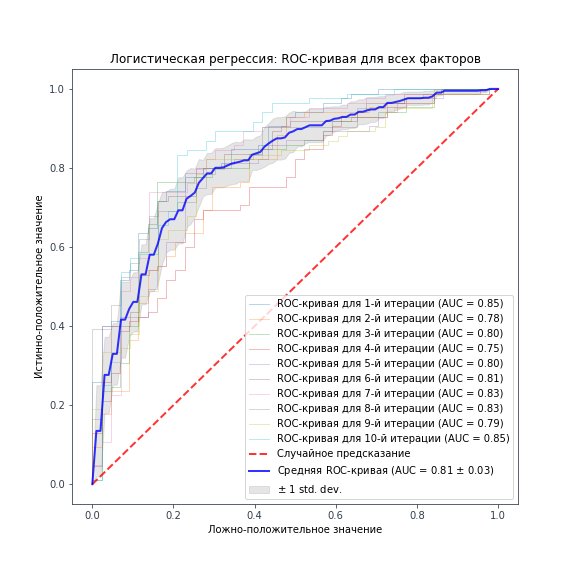 Логистическая регрессия: ROC-кривая для всех факторов
Истинно-положительное значение
1.0
0.8
0.6
0.4
0.2
0.0
ROC-кривая для 1-й итерации (AUC = 0.85)
ROC-кривая для 2-й итерации (AUC = 0.78)
ROC-кривая для 3-й итерации (AUC = 0.80)
ROC-кривая для 4-й итерации (AUC = 0.75)
ROC-кривая для 5-й итерации (AUC = 0.80)
ROC-кривая для 6-й итерации (AUC = 0.81)
ROC-кривая для 7-й итерации (AUC = 0.83)
ROC-кривая для 8-й итерации (AUC = 0.83)
ROC-кривая для 9-й итерации (AUC = 0.79)
ROC-кривая для 10-й итерации (AUC = 0.85)
Случайное предсказание
Средняя ROC-кривая (AUC = 0.81 ± 0.03)
± 1 std. dev.
0.0 0.2 0.4 0.6 0.8 1.0
Ложно-положительное значение